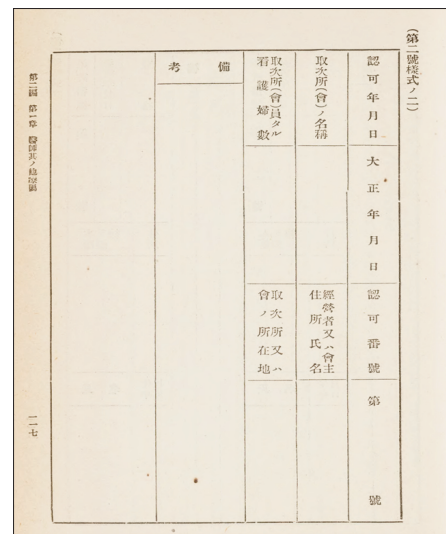 (第二號樣式ノ二)
認可年月日
大正年月日
認可番號
第 號
取次所(會)ノ名稱
經營者又ハ會主
住所氏名
取次所(會)員タル
看護婦數
取次所又ハ
會ノ所在地
備考
第二編 第一章 醫師其ノ他
一一七